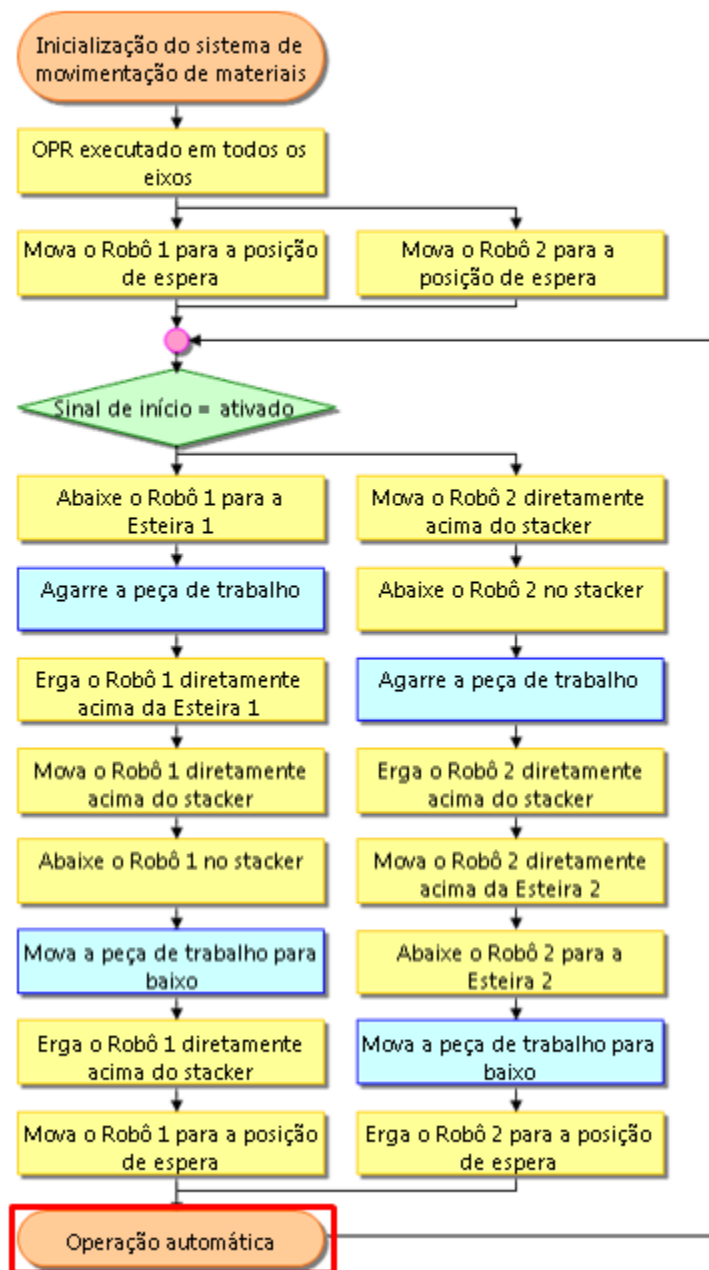 Inicialização do sistema de
movimentação de materiais
OPR executado em todos os
eixos
Mova o Robô 1 para a posição
de espera
Mova o Robô 2 para a
posição de espera
Sinal de início = ativado
Abaixe o Robô 1 para a
Esteira 1
Agarre a peça de trabalho
Erga o Robô 1 diretamente
acima da Esteira 1
Mova o Robô 1 diretamente
acima do stacker
Abaixe o Robô 1 no stacker
Mova a peça de trabalho para
baixo
Erga o Robô 1 diretamente
acima do stacker
Mova o Robô 1 para a posição
de espera
Mova o Robô 2 diretamente
acima do stacker
Abaixe o Robô 2 no stacker
Agarre a peça de trabalho
Erga o Robô 2 diretamente
acima do stacker
Mova o Robô 2 diretamente
acima da Esteira 2
Abaixe o Robô 2 para a
Esteira 2
Mova a peça de trabalho para
baixo
Erga o Robô 2 para a posição
de espera
Operação automática